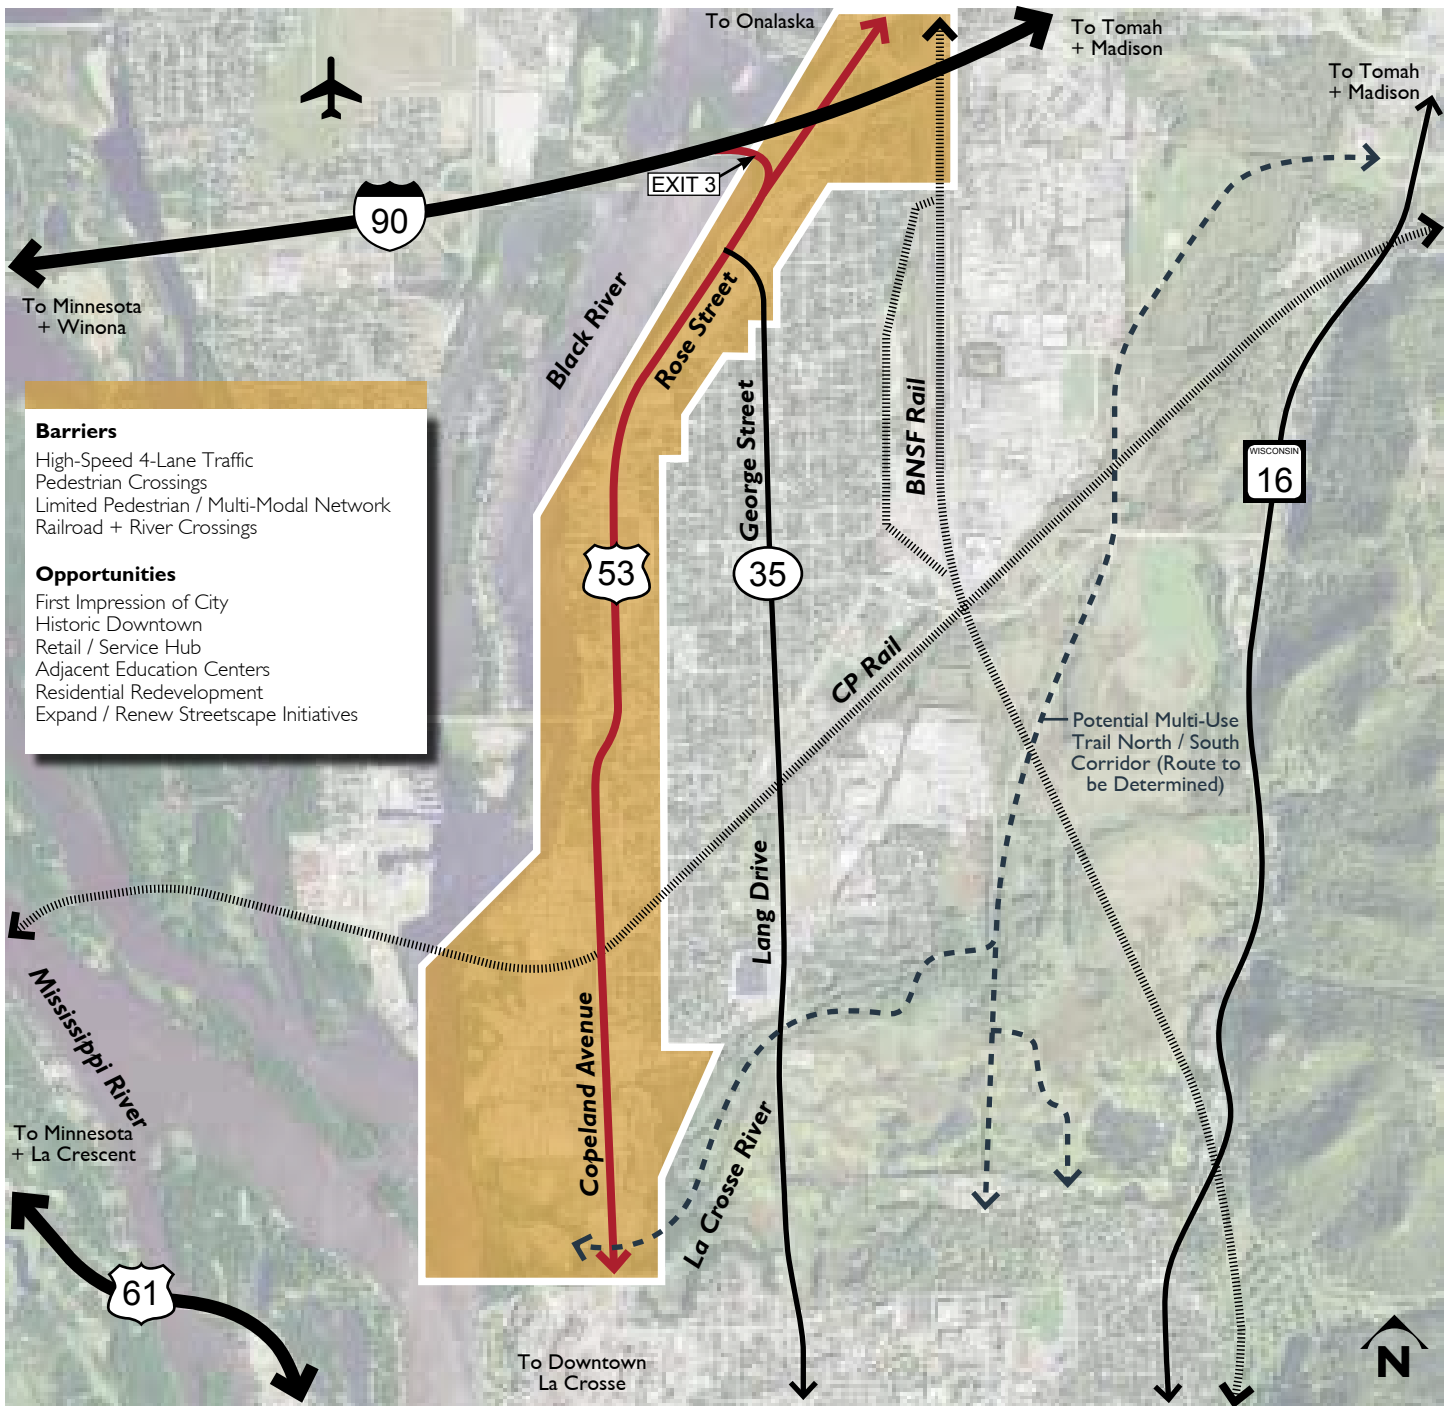 To Onalaska
To Tomah
+ Madison
To Tomah
+ Madison
EXIT 3
90
To Minnesota
+ Winona
Black River
Rose Street
Barriers
High-Speed 4-Lane Traffic
Pedestrian Crossings
Limited Pedestrian / Multi-Modal Network
Railroad + River Crossings
Opportunities
First Impression of City
Historic Downtown
Retail / Service Hub
Adjacent Education Centers
Residential Redevelopment
Expand / Renew Streetscape Initiatives
George Street
BNSF Rail
WISCONSIN
16
53
35
CP Rail
Potential Multi-Use
Trail North / South
Corridor (Route to
be Determined)
Lang Drive
Mississippi River
Copeland Avenue
To Minnesota
+ La Crescent
La Crosse River
61
To Downtown
La Crosse
N